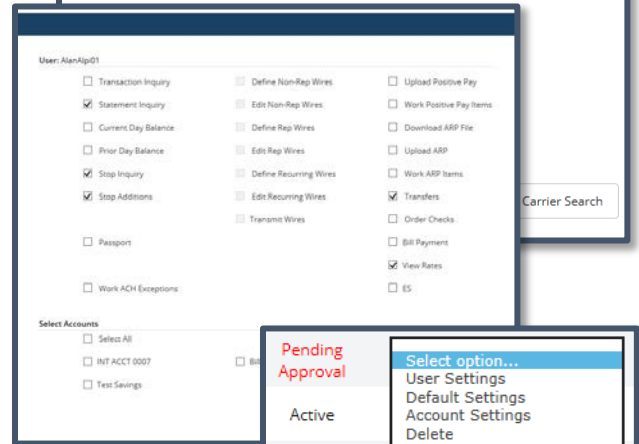 User: AlanAlpi01
Transaction Inquiry Define Non-Rep Wires Upload Positive Pay
Statement Inquiry Edit Non-Rep Wires Work Positive Pay Items
Current Day Balance Define Rep Wires Download ARP File
Prior Day Balance Edit Rep Wires Upload ARP
Stop Inquiry Define Recurring Wires Work ARP Items
Stop Additions Edit Recurring Wires Transfers
Carrier Search
Transmit Wires Order Checks
Passport Bill Payment
View Rates
Work ACH Exceptions ES
Select Accounts
Select All
INT ACCT 0007
Test Savings
Pending
Approval
Select option...
User Settings
Default Settings
Active
Account Settings
Delete